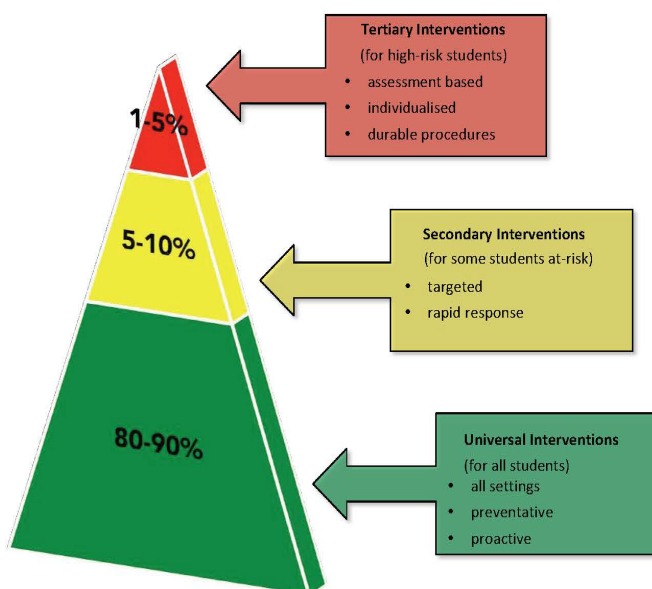 Tertiary Interventions
(for high-risk students)
• assessment based
• individualised
• durable procedures
1-5%
Secondary Interventions
(for some students at-risk)
• targeted
• rapid response
5-10%
Universal Interventions
(for all students)
• all settings
• preventative
• proactive
80-90%